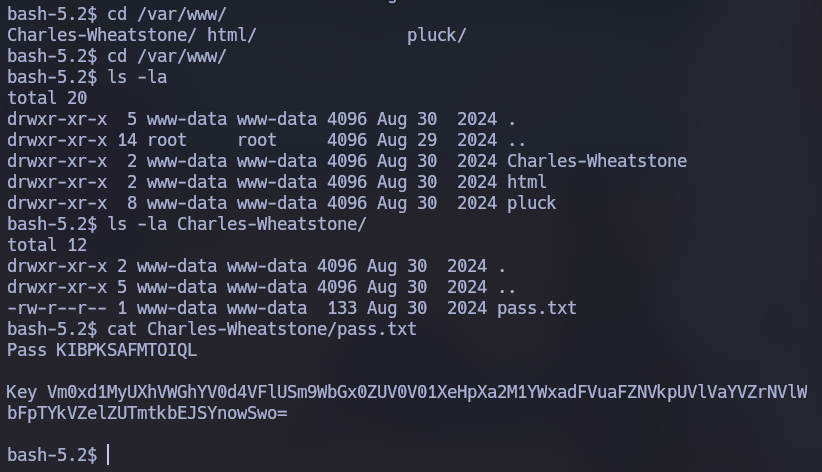 bash-5.2$ cd /var/www/
Charles-Wheatstone/ html/               pluck/
bash-5.2$ cd /var/www/
bash-5.2$ ls -la
total 20
drwxr-xr-x  5 www-data www-data 4096 Aug 30  2024 .
drwxr-xr-x 14 root     root     4096 Aug 29  2024 ..
drwxr-xr-x  2 www-data www-data 4096 Aug 30  2024 Charles-Wheatstone
drwxr-xr-x  2 www-data www-data 4096 Aug 30  2024 html
drwxr-xr-x  8 www-data www-data 4096 Aug 30  2024 pluck
bash-5.2$ ls -la Charles-Wheatstone/
total 12
drwxr-xr-x 2 www-data www-data 4096 Aug 30  2024 .
drwxr-xr-x 5 www-data www-data 4096 Aug 30  2024 ..
-rw-r--r-- 1 www-data www-data  133 Aug 30  2024 pass.txt
bash-5.2$ cat Charles-Wheatstone/pass.txt
Pass KIBPKSAFMTOIQL
Key Vm0xd1MyUXhVWGhYV0d4VFlUSm9WbGx0ZUV0V01XeHpXa2M1YWxadFVuaFZNVkpUVlVaYVZrNVlW
bFpTYkVZelZUTmtkbEJSYnowSwo=
bash-5.2$